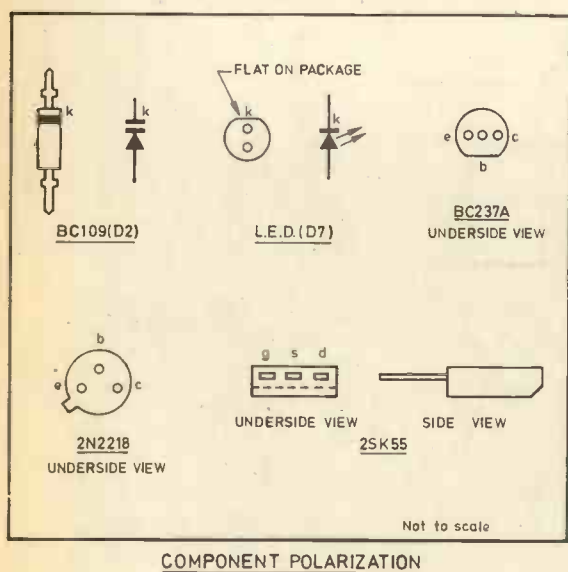 FLAT ON PACKAGE
k
k
k
k
e
c
b
BC109(D2)
L.E.D.(D7)
BC237A
UNDERSIDE VIEW
b
e
c
g s d
UNDERSIDE VIEW
SIDE VIEW
2N2218
2SK55
UNDERSIDE VIEW
Not to scale
COMPONENT POLARIZATION